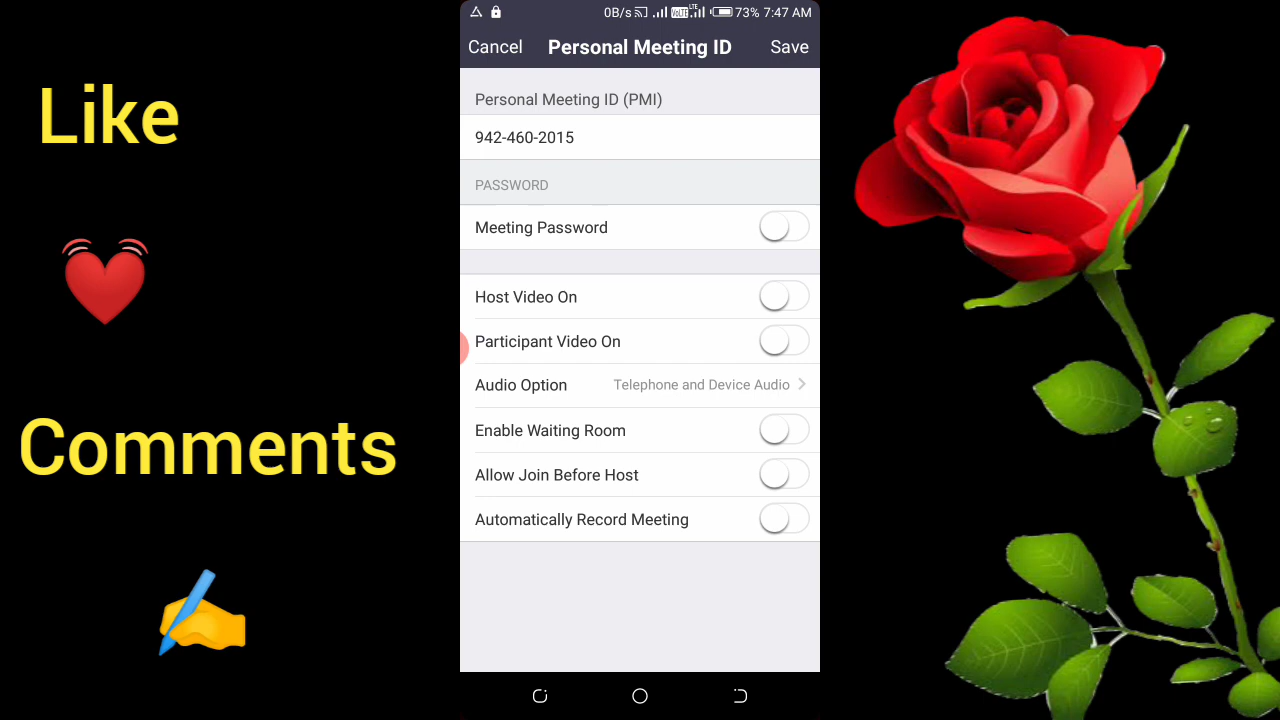 Like
Comments
0B/s VoLTE LTE 73% 7:47 AM
Cancel Personal Meeting ID Save
Personal Meeting ID (PMI)
942-460-2015
PASSWORD
Meeting Password
Host Video On
Participant Video On
Audio Option Telephone and Device Audio
Enable Waiting Room
Allow Join Before Host
Automatically Record Meeting